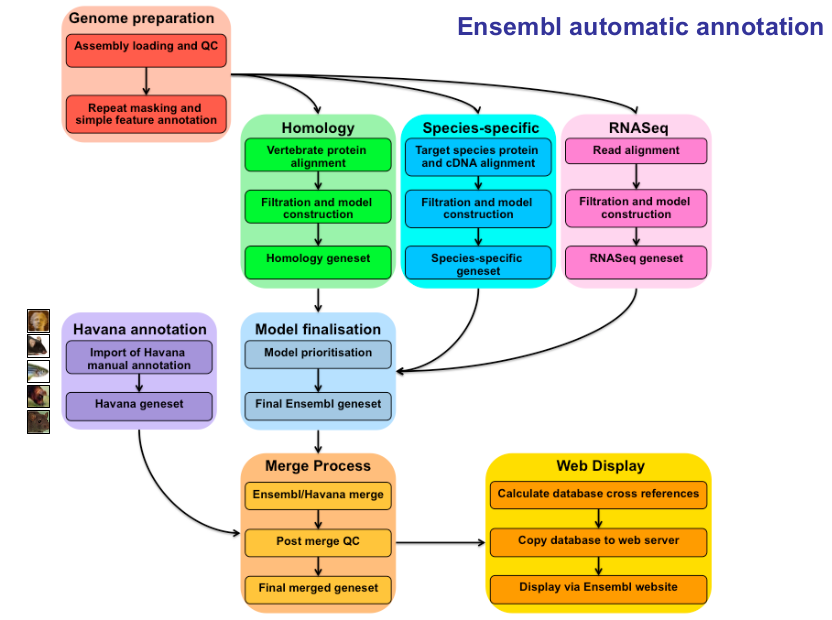 Ensembl automatic annotation
Genome preparation
Assembly loading and QC
Repeat masking and
simple feature annotation
Homology
Vertebrate protein
alignment
Filtration and model
construction
Homology geneset
Species-specific
Target species protein
and cDNA alignment
Filtration and model
construction
Species-specific
geneset
RNASeq
Read alignment
Filtration and model
construction
RNASeq geneset
Havana annotation
Import of Havana
manual annotation
Havana geneset
Model finalisation
Model prioritisation
Final Ensembl geneset
Merge Process
Ensembl/Havana merge
Post merge QC
Final merged geneset
Web Display
Calculate database cross references
Copy database to web server
Display via Ensembl website